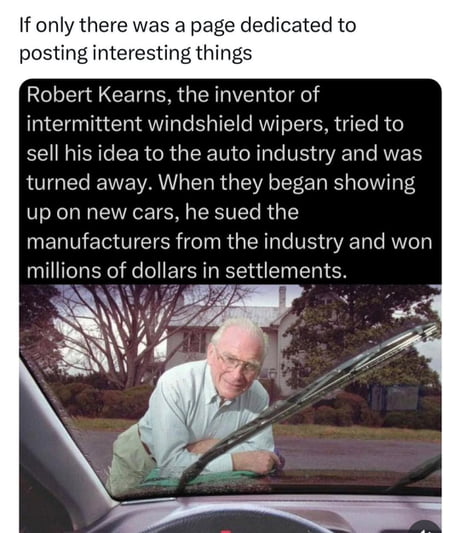 If only there was a page dedicated to
posting interesting things
Robert Kearns, the inventor of
intermittent windshield wipers, tried to
sell his idea to the auto industry and was
turned away. When they began showing
up on new cars, he sued the
manufacturers from the industry and won
millions of dollars in settlements.